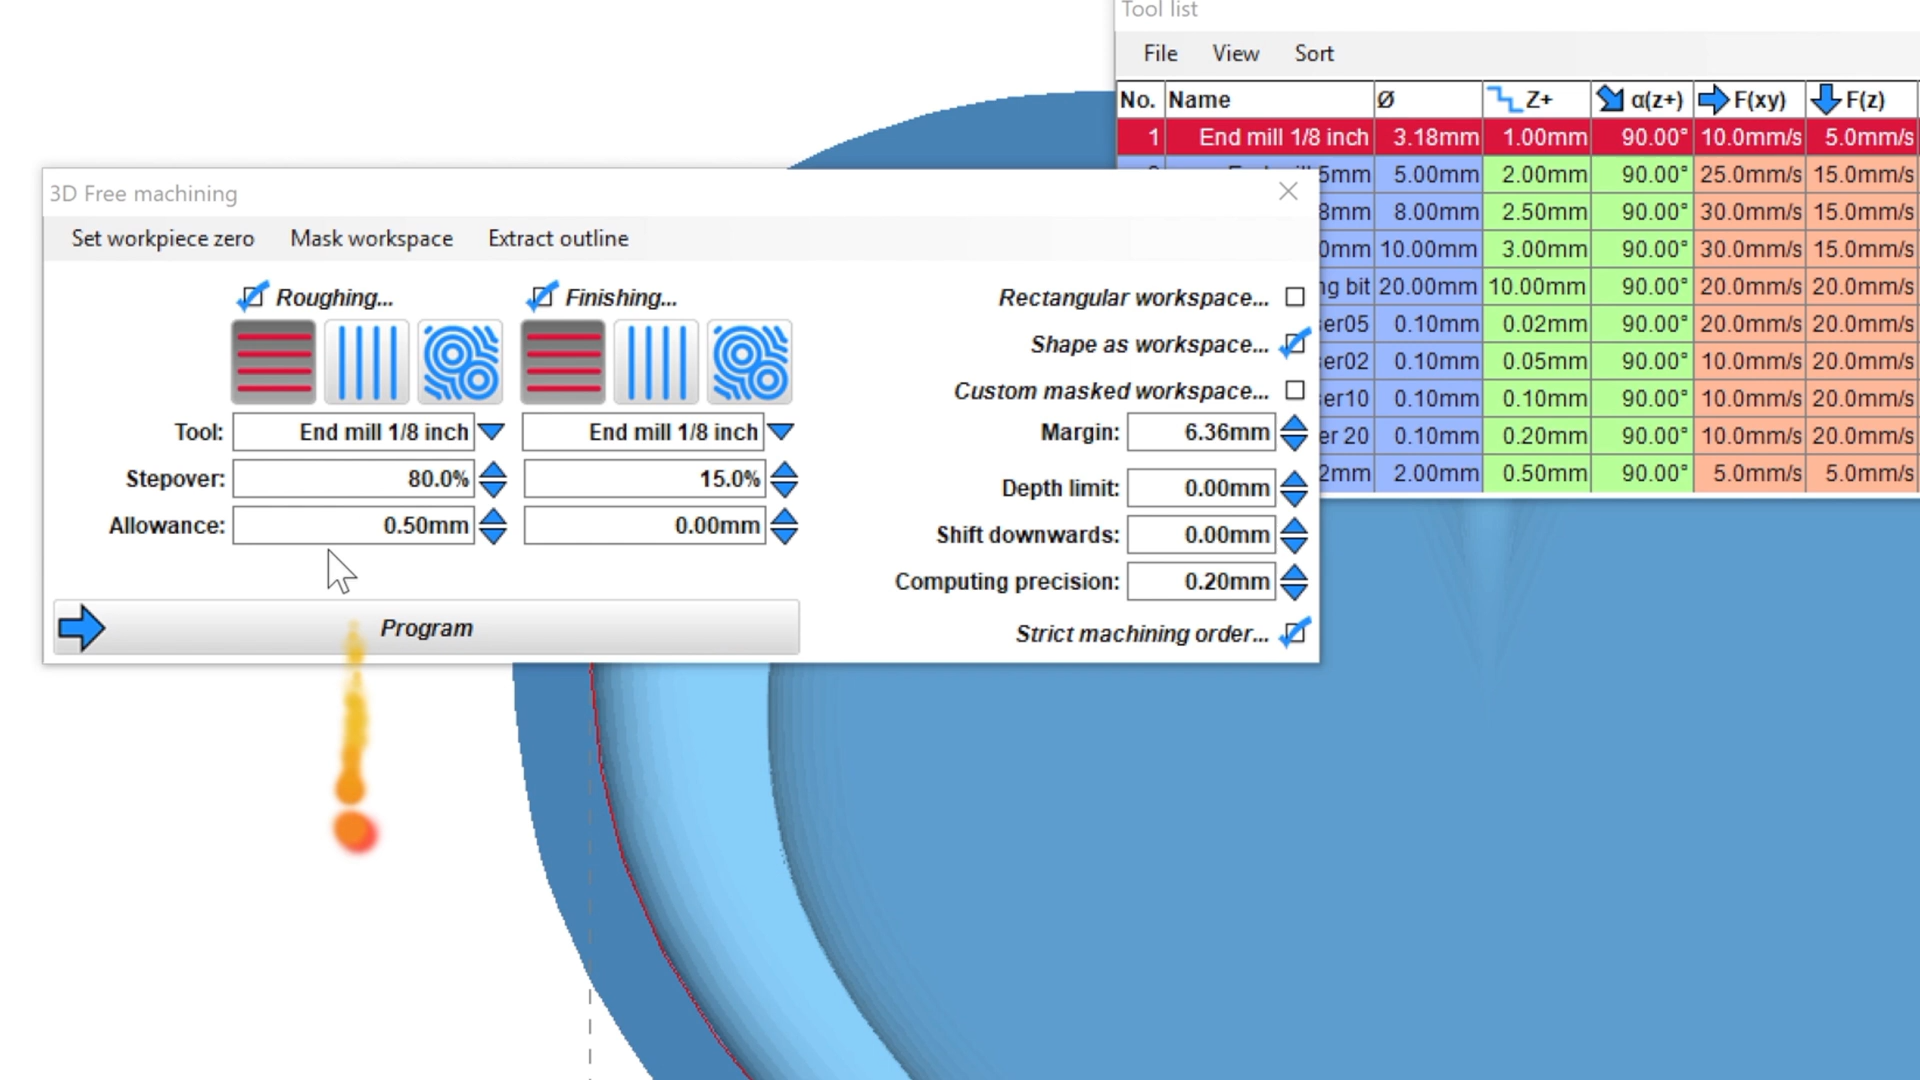 Tool list
File View Sort
No. Name Ø Z+ α(z+) F(xy) F(z)
1 End mill 1/8 inch 3.18mm 1.00mm 90.00° 10.0mm/s 5.0mm/s
5mm 5.00mm 2.00mm 90.00° 25.0mm/s 15.0mm/s
8mm 8.00mm 2.50mm 90.00° 30.0mm/s 15.0mm/s
0mm 10.00mm 3.00mm 90.00° 30.0mm/s 15.0mm/s
bit 20.00mm 10.00mm 90.00° 20.0mm/s 20.0mm/s
er05 0.10mm 0.02mm 90.00° 20.0mm/s 20.0mm/s
er02 0.10mm 0.05mm 90.00° 10.0mm/s 20.0mm/s
er10 0.10mm 0.10mm 90.00° 10.0mm/s 20.0mm/s
er 20 0.10mm 0.20mm 90.00° 10.0mm/s 20.0mm/s
2mm 2.00mm 0.50mm 90.00° 5.0mm/s 5.0mm/s
3D Free machining
Set workpiece zero Mask workspace Extract outline
Roughing... Finishing...
Tool: End mill 1/8 inch End mill 1/8 inch
Stepover: 80.0% 15.0%
Allowance: 0.50mm 0.00mm
Program
Rectangular workspace...
Shape as workspace...
Custom masked workspace...
Margin: 6.36mm
Depth limit: 0.00mm
Shift downwards: 0.00mm
Computing precision: 0.20mm
Strict machining order...